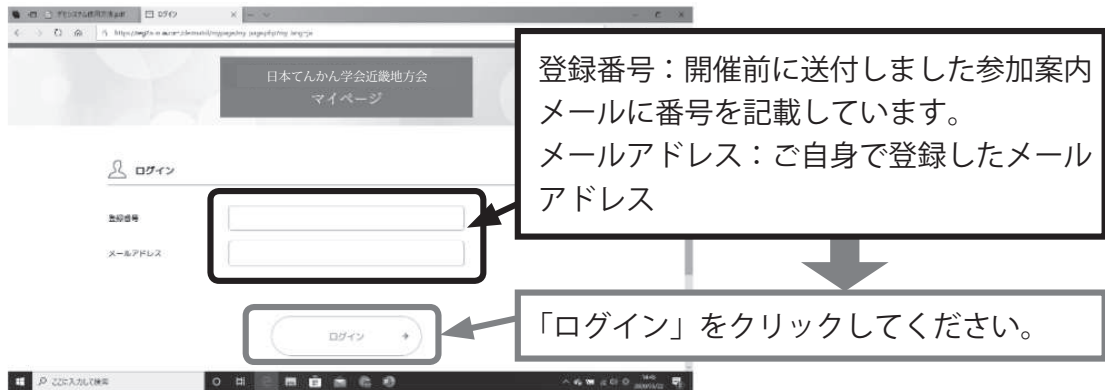 ログイン
日本てんかん学会近畿地方会
マイページ
ログイン
登録番号
メールアドレス
ログイン
ここに入力して検索
登録番号：開催前に送付しました参加案内
メールに番号を記載しています。
メールアドレス：ご自身で登録したメール
アドレス
「ログイン」をクリックしてください。